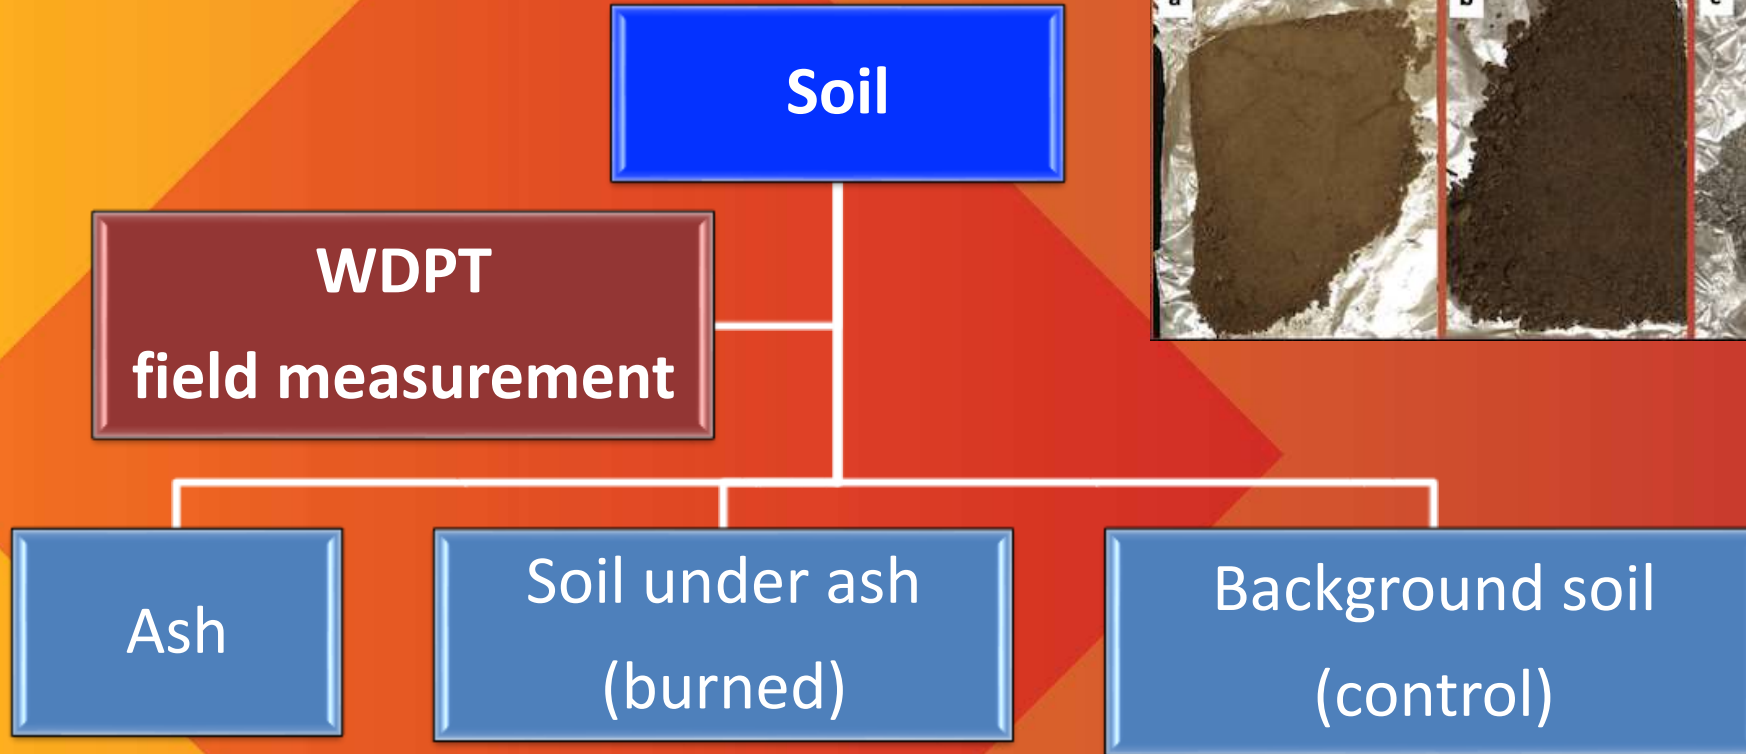 a
b
c
Soil
WDPT
field measurement
Ash
Soil under ash
(burned)
Background soil
(control)